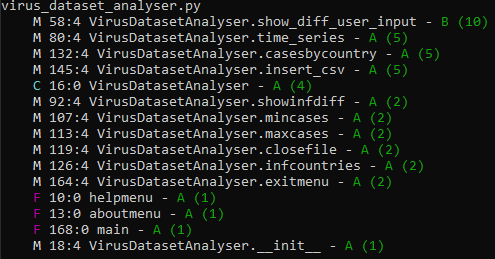 virus_dataset_analyser.py
M 58:4 VirusDatasetAnalyser.show_diff_user_input - B (10)
M 80:4 VirusDatasetAnalyser.time_series - A (5)
M 132:4 VirusDatasetAnalyser.casesbycountry - A (5)
M 145:4 VirusDatasetAnalyser.insert_csv - A (5)
C 16:0 VirusDatasetAnalyser - A (4)
M 92:4 VirusDatasetAnalyser.showinfdiff - A (2)
M 107:4 VirusDatasetAnalyser.mincases - A (2)
M 113:4 VirusDatasetAnalyser.maxcases - A (2)
M 119:4 VirusDatasetAnalyser.closefile - A (2)
M 126:4 VirusDatasetAnalyser.infcountries - A (2)
M 164:4 VirusDatasetAnalyser.exitmenu - A (2)
F 10:0 helpmenu - A (1)
F 13:0 aboutmenu - A (1)
F 168:0 main - A (1)
M 18:4 VirusDatasetAnalyser.__init__ - A (1)